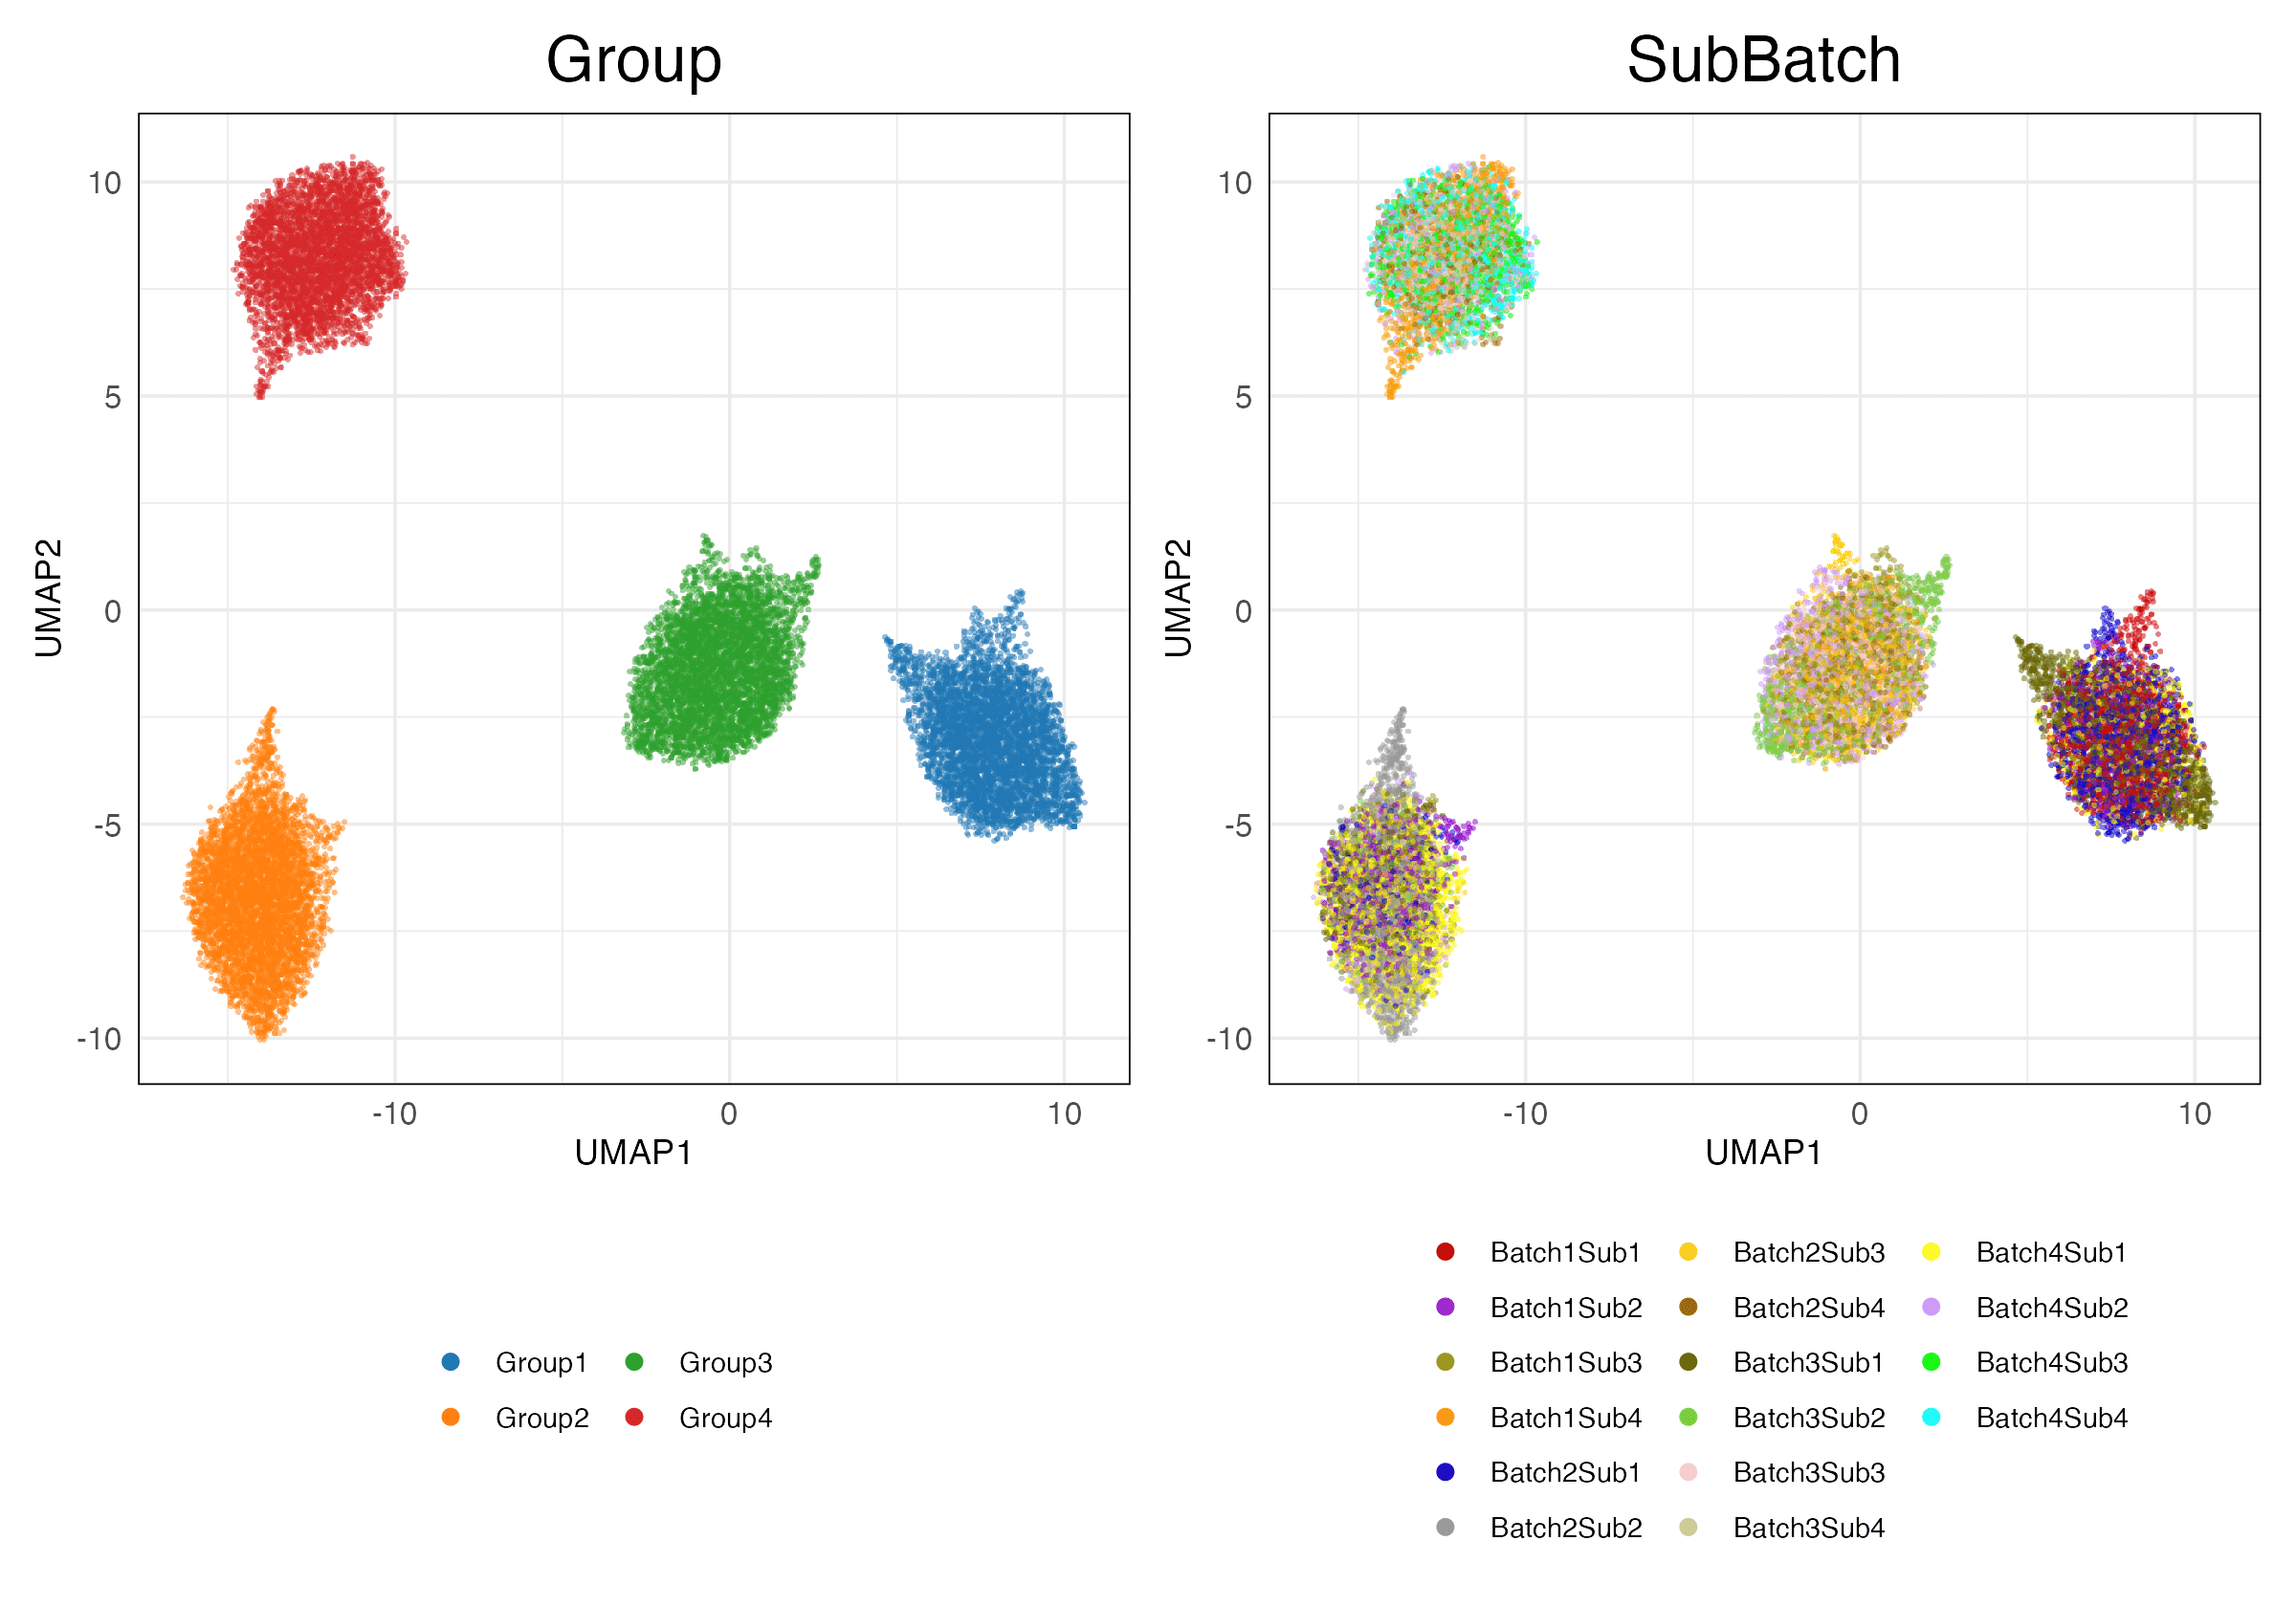 Group
SubBatch
10
5
0
-5
-10
UMAP2
-10
0
10
UMAP1
10
5
0
-5
-10
UMAP2
-10
0
10
UMAP1
Group1
Group3
Group2
Group4
Batch1Sub1
Batch2Sub3
Batch4Sub1
Batch1Sub2
Batch2Sub4
Batch4Sub2
Batch1Sub3
Batch3Sub1
Batch4Sub3
Batch1Sub4
Batch3Sub2
Batch4Sub4
Batch2Sub1
Batch3Sub3
Batch2Sub2
Batch3Sub4